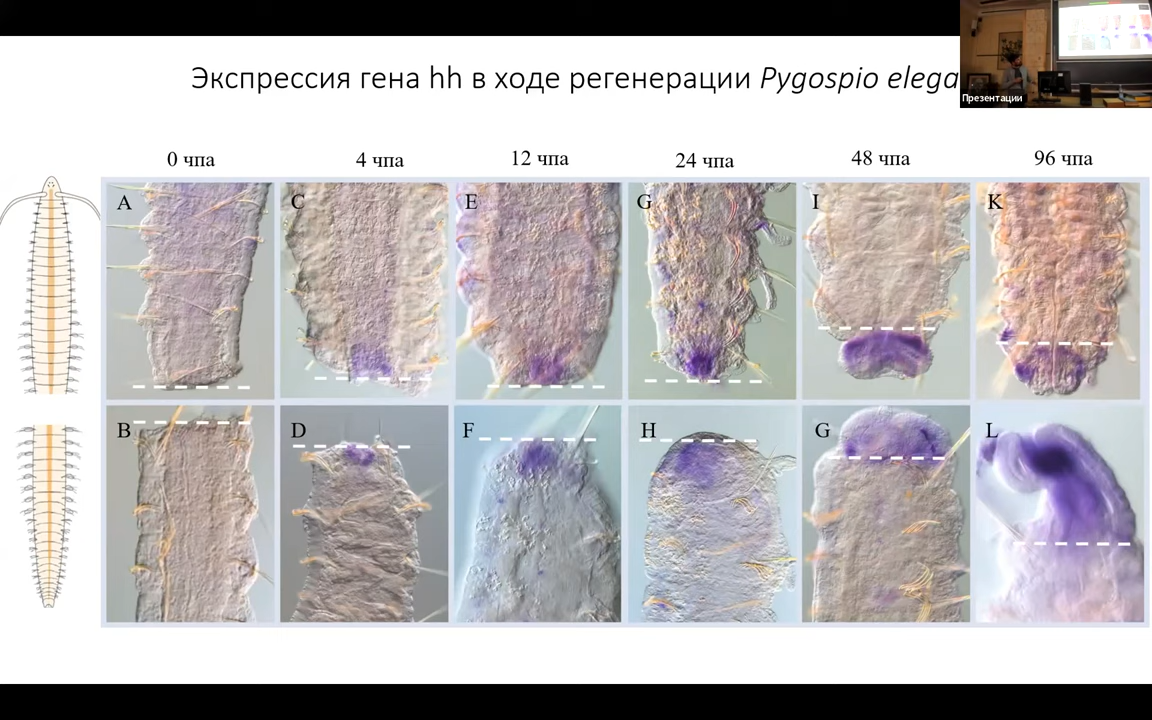 Экспрессия гена hh в ходе регенерации Pygospio elega
Презентации
0 чпа 4 чпа 12 чпа 24 чпа 48 чпа 96 чпа
A C E G I K
B D F H G L